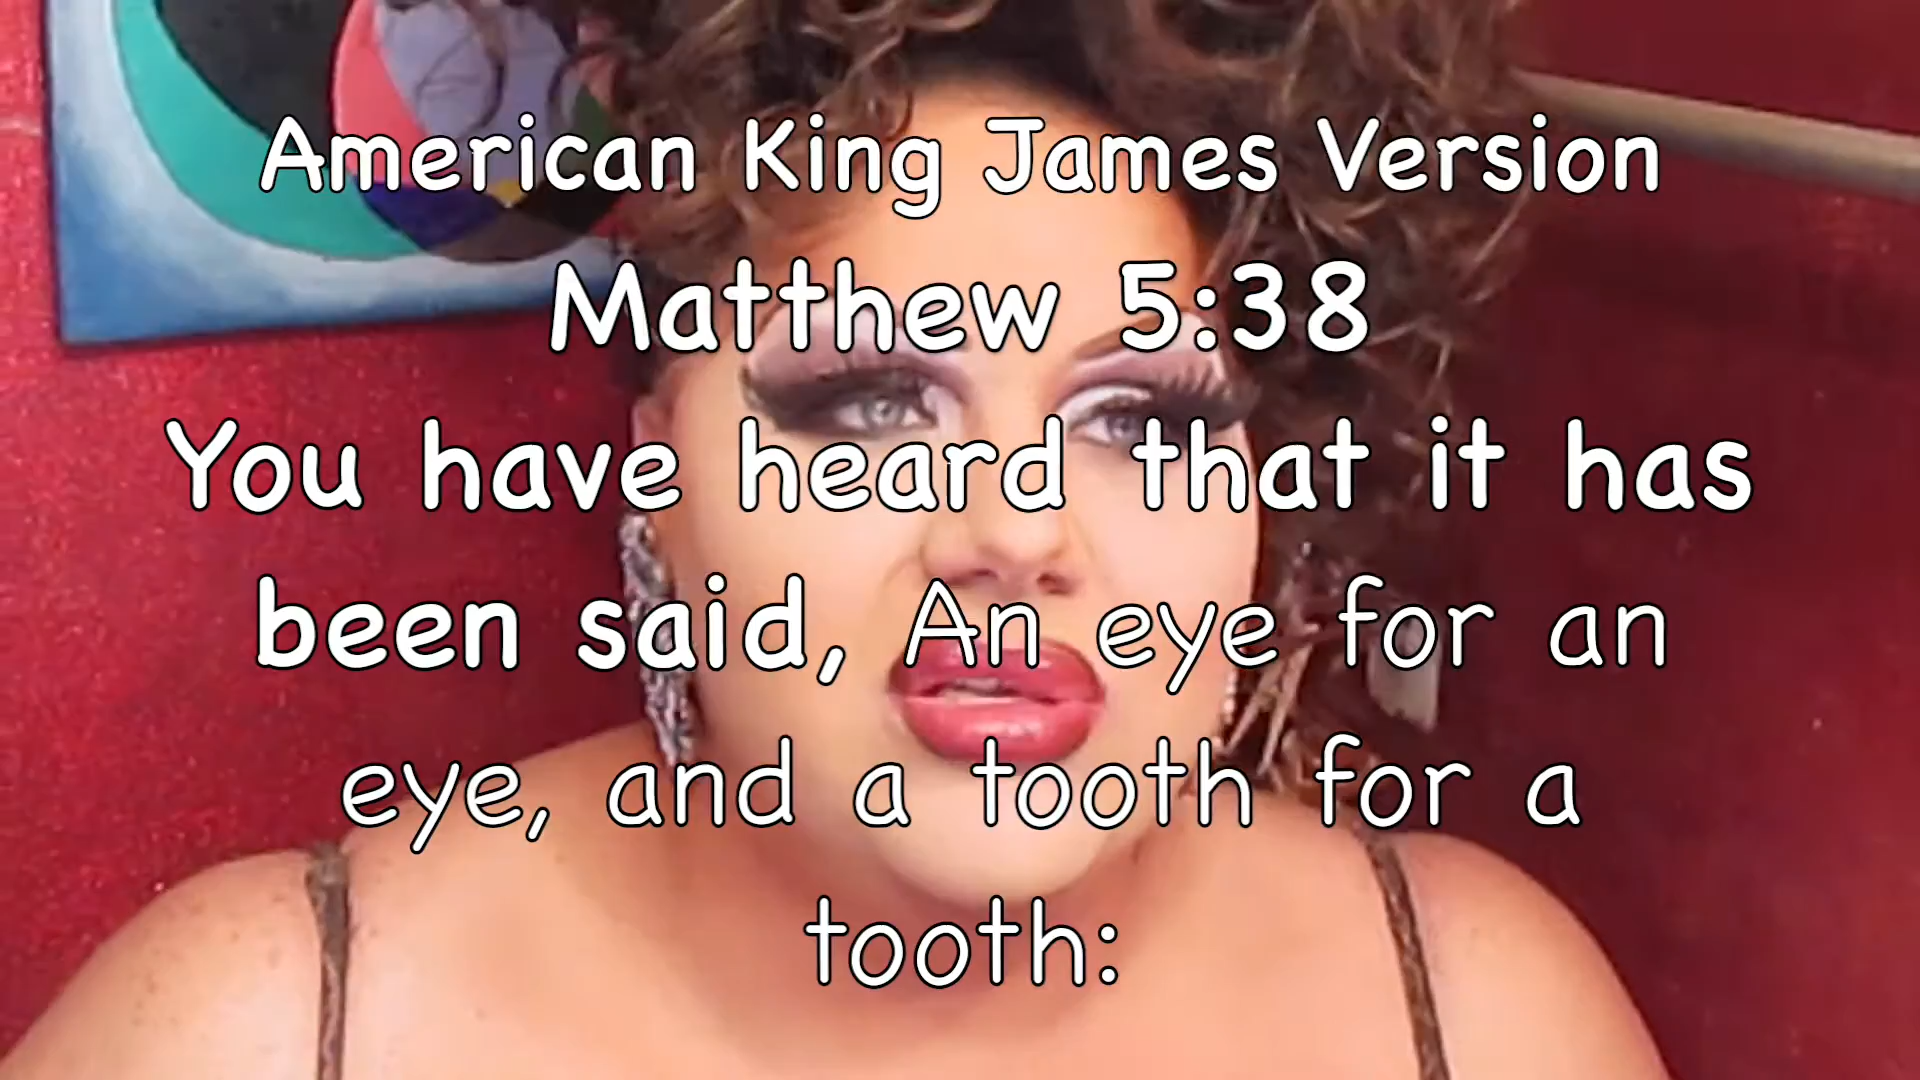 American King James Version
Matthew 5:38
You have heard that it has
been said, An eye for an
eye, and a tooth for a
tooth: